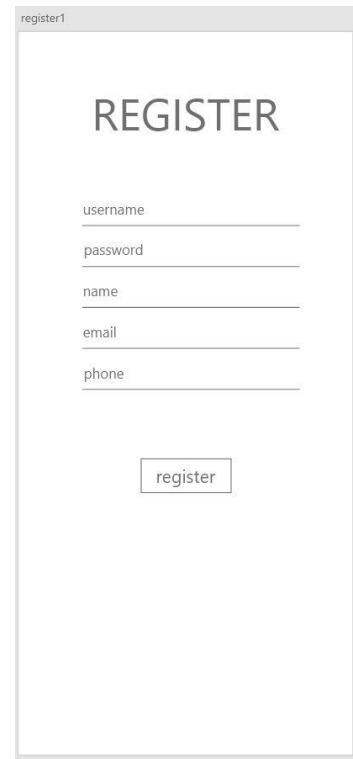 register1
REGISTER
username
password
name
email
phone
register